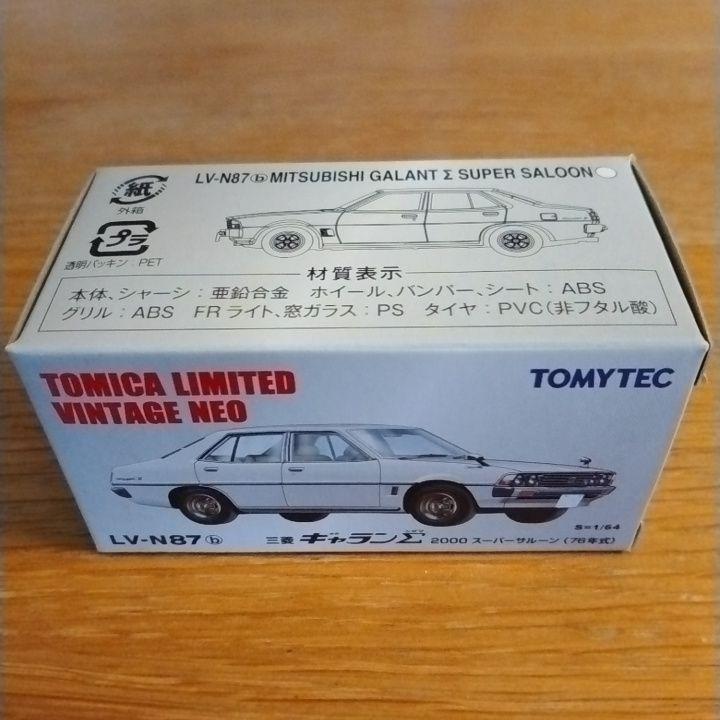 LV-N87ⓑMITSUBISHI GALANT Σ SUPER SALOON
紙
外箱
プラ
透明パッキン：PET
材質表示
本体、シャーシ：亜鉛合金 ホイール、バンパー、シート：ABS
グリル：ABS FRライト、窓ガラス：PS タイヤ：PVC（非フタル酸）
TOMICA LIMITED
VINTAGE NEO
TOMYTEC
S=1/64
LV-N87ⓑ 三菱 ギャランΣ 2000 スーパーサルーン（76年式）